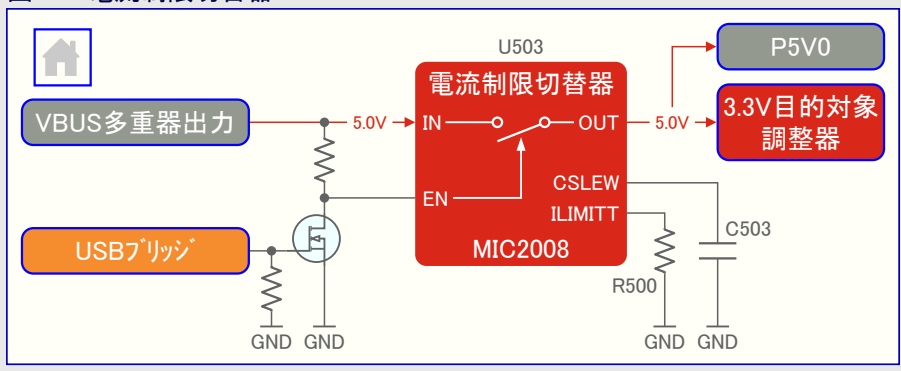 U503
P5V0
電流制限切替器
VBUS多重器出力
5.0V
IN
OUT
5.0V
3.3V目的対象
調整器
EN
CSLEW
ILIMITT
MIC2008
USBﾌﾞﾘｯｼﾞ
C503
R500
GND
GND
GND
GND